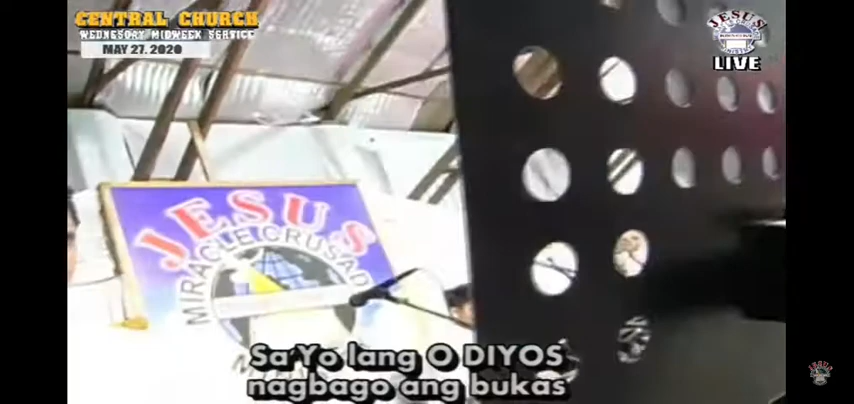 CENTRAL CHURCH
WEDNESDAY MIDWEEK SERVICE
MAY 27, 2020
JESUS
LIVE
JESUS
MIRACLE CRUSADE
Sa Yo lang O DIYOS
nagbago ang bukas
JESUS